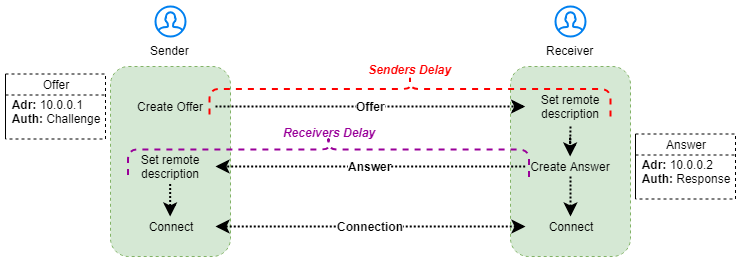 Sender
Receiver
Senders Delay
Offer
Adr: 10.0.0.1
Auth: Challenge
Create Offer
Offer
Set remote
description
Receivers Delay
Set remote
description
Answer
Create Answer
Answer
Adr: 10.0.0.2
Auth: Response
Connect
Connection
Connect